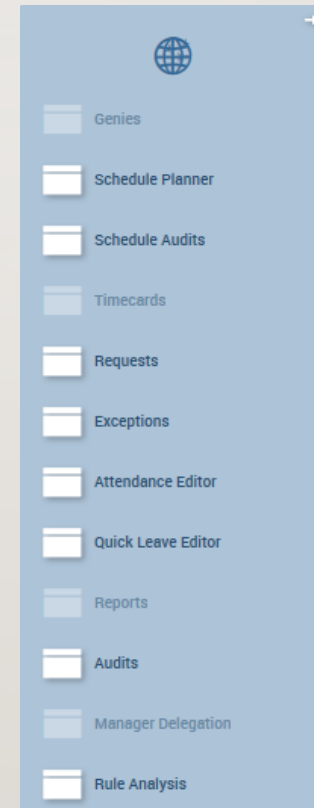 Genies
Schedule Planner
Schedule Audits
Timecards
Requests
Exceptions
Attendance Editor
Quick Leave Editor
Reports
Audits
Manager Delegation
Rule Analysis